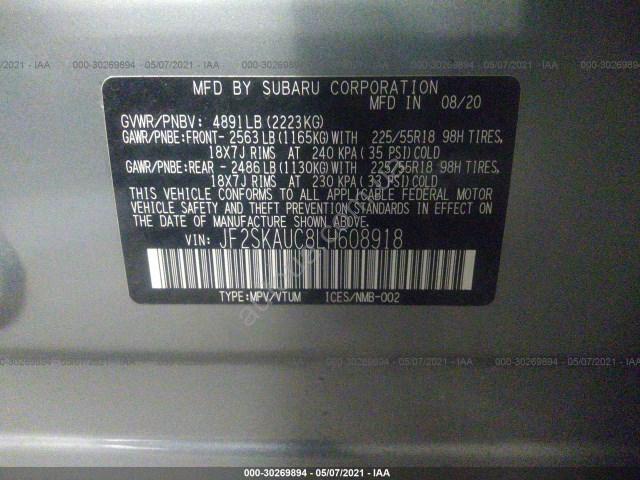 000-30269894 - 05/07/2021 - IAA
MFD BY SUBARU CORPORATION
MFD IN 08/20
GVWR/PNBV: 4891LB (2223KG)
GAWR/PNBE:FRONT- 2563LB (1165KG) WITH 225/55R18 98H TIRES,
18X7J RIMS AT 240 KPA (35 PSI) COLD
GAWR/PNBE:REAR - 2486LB (1130KG) WITH 225/55R18 98H TIRES,
18X7J RIMS AT 230 KPA (33 PSI) COLD
THIS VEHICLE CONFORMS TO ALL APPLICABLE FEDERAL MOTOR
VEHICLE SAFETY AND THEFT PREVENTION STANDARDS IN EFFECT ON
THE DATE OF MANUFACTURE SHOWN ABOVE.
VIN: JF2SKAUC8LH608918
TYPE:MPV/VTUM ICES/NMB-002
000-30269894 - 05/07/2021 - IAA